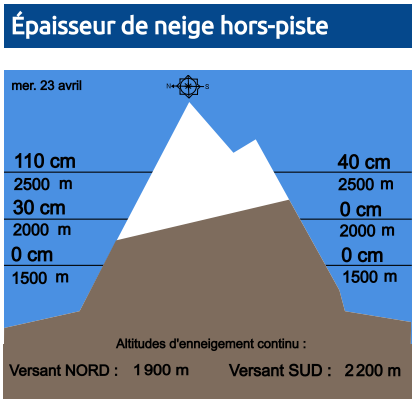 Épaisseur de neige hors-piste
mer. 23 avril
N S
110 cm 40 cm
2500 m 2500 m
30 cm 0 cm
2000 m 2000 m
0 cm 0 cm
1500 m 1500 m
Altitudes d'enneigement continu :
Versant NORD : 1900 m Versant SUD : 2200 m